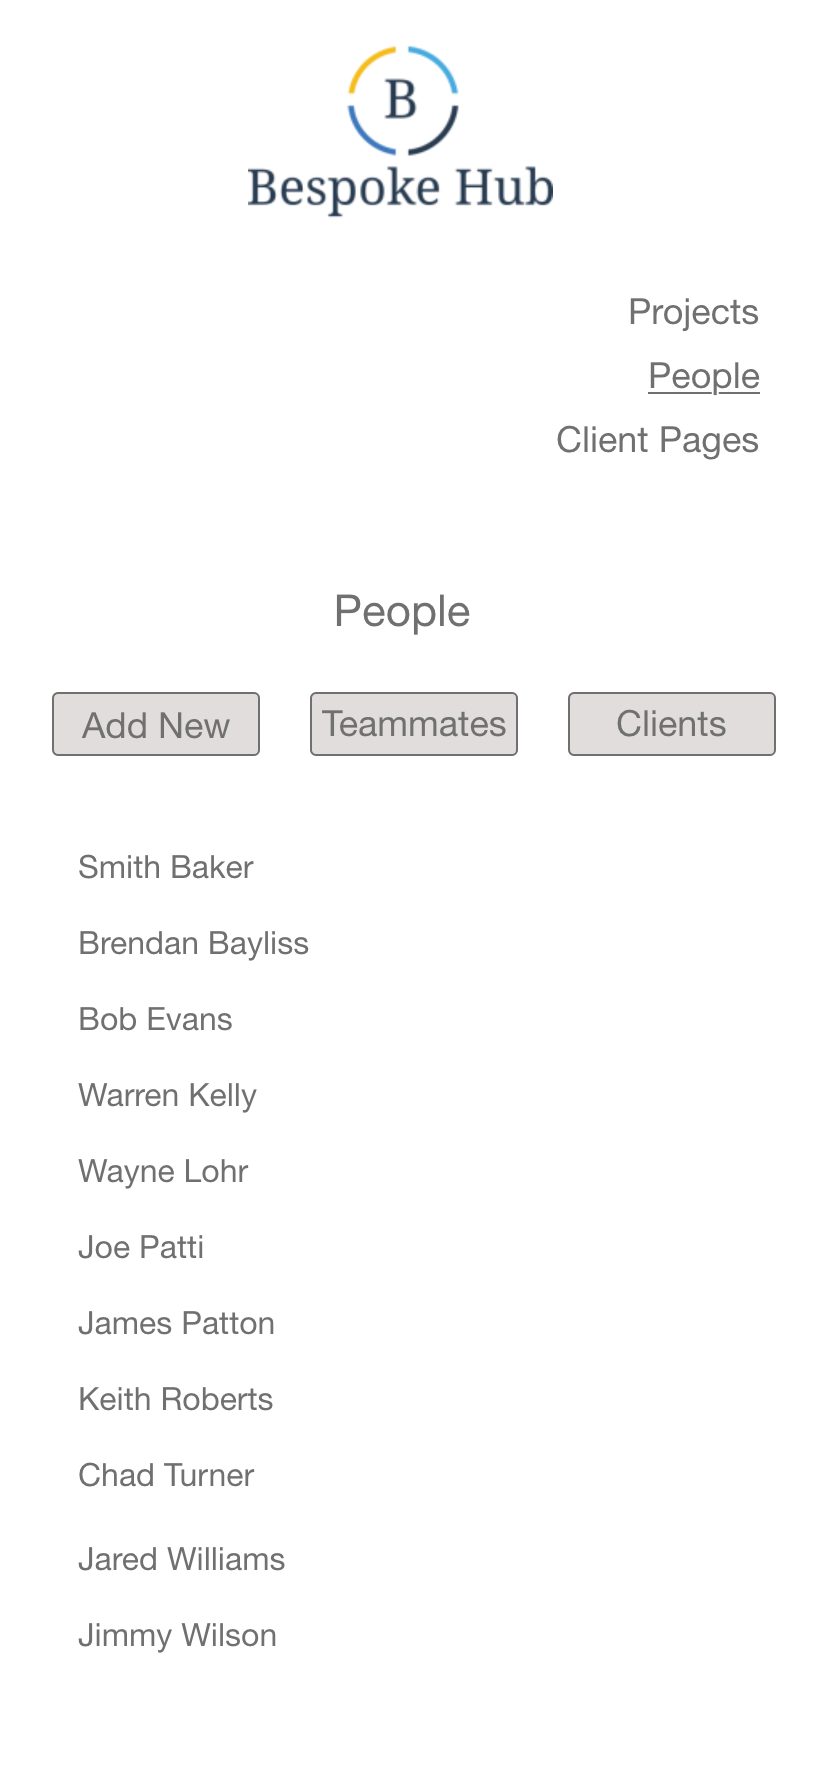 B
Bespoke Hub
Projects
People
Client Pages
People
Add New
Teammates
Clients
Smith Baker
Brendan Bayliss
Bob Evans
Warren Kelly
Wayne Lohr
Joe Patti
James Patton
Keith Roberts
Chad Turner
Jared Williams
Jimmy Wilson